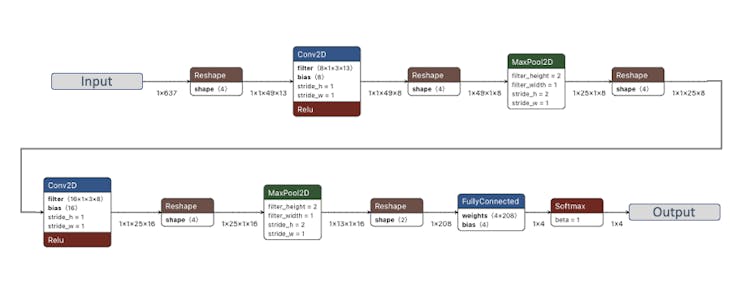 Input
1×637
Reshape
shape ⟨4⟩
1×1×49×13
Conv2D
filter ⟨8×1×3×13⟩
bias ⟨8⟩
stride_h = 1
stride_w = 1
Relu
1×1×49×8
Reshape
shape ⟨4⟩
1×49×1×8
MaxPool2D
filter_height = 2
filter_width = 1
stride_h = 2
stride_w = 1
1×25×1×8
Reshape
shape ⟨4⟩
1×1×25×8
Conv2D
filter ⟨16×1×3×8⟩
bias ⟨16⟩
stride_h = 1
stride_w = 1
Relu
1×1×25×16
Reshape
shape ⟨4⟩
1×25×1×16
MaxPool2D
filter_height = 2
filter_width = 1
stride_h = 2
stride_w = 1
1×13×1×16
Reshape
shape ⟨2⟩
1×208
FullyConnected
weights ⟨4×208⟩
bias ⟨4⟩
1×4
Softmax
beta = 1
1×4
Output